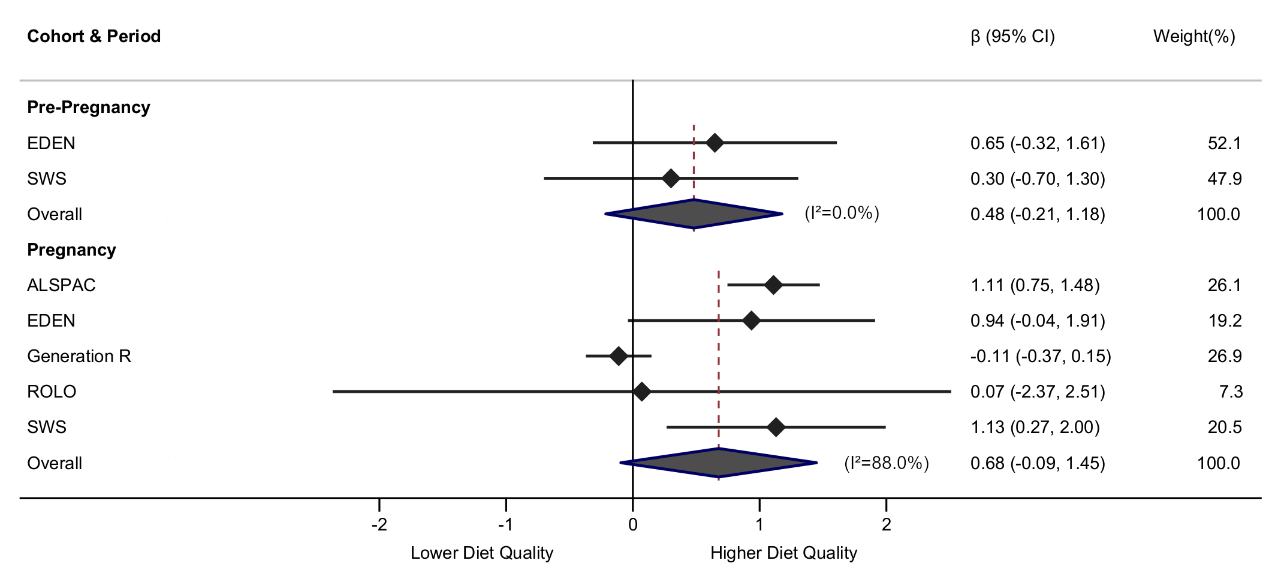 Cohort & Period β (95% CI) Weight(%)
Pre-Pregnancy
EDEN 0.65 (-0.32, 1.61) 52.1
SWS 0.30 (-0.70, 1.30) 47.9
Overall (I²=0.0%) 0.48 (-0.21, 1.18) 100.0
Pregnancy
ALSPAC 1.11 (0.75, 1.48) 26.1
EDEN 0.94 (-0.04, 1.91) 19.2
Generation R -0.11 (-0.37, 0.15) 26.9
ROLO 0.07 (-2.37, 2.51) 7.3
SWS 1.13 (0.27, 2.00) 20.5
Overall (I²=88.0%) 0.68 (-0.09, 1.45) 100.0
-2 -1 0 1 2
Lower Diet Quality Higher Diet Quality